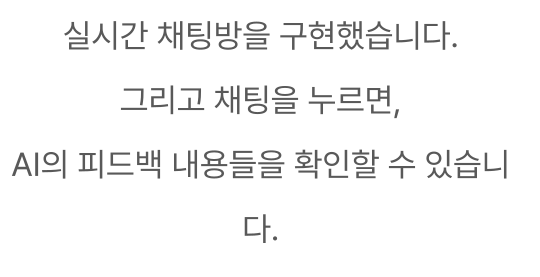 실시간 채팅방을 구현했습니다.
그리고 채팅을 누르면,
AI의 피드백 내용들을 확인할 수 있습니
다.